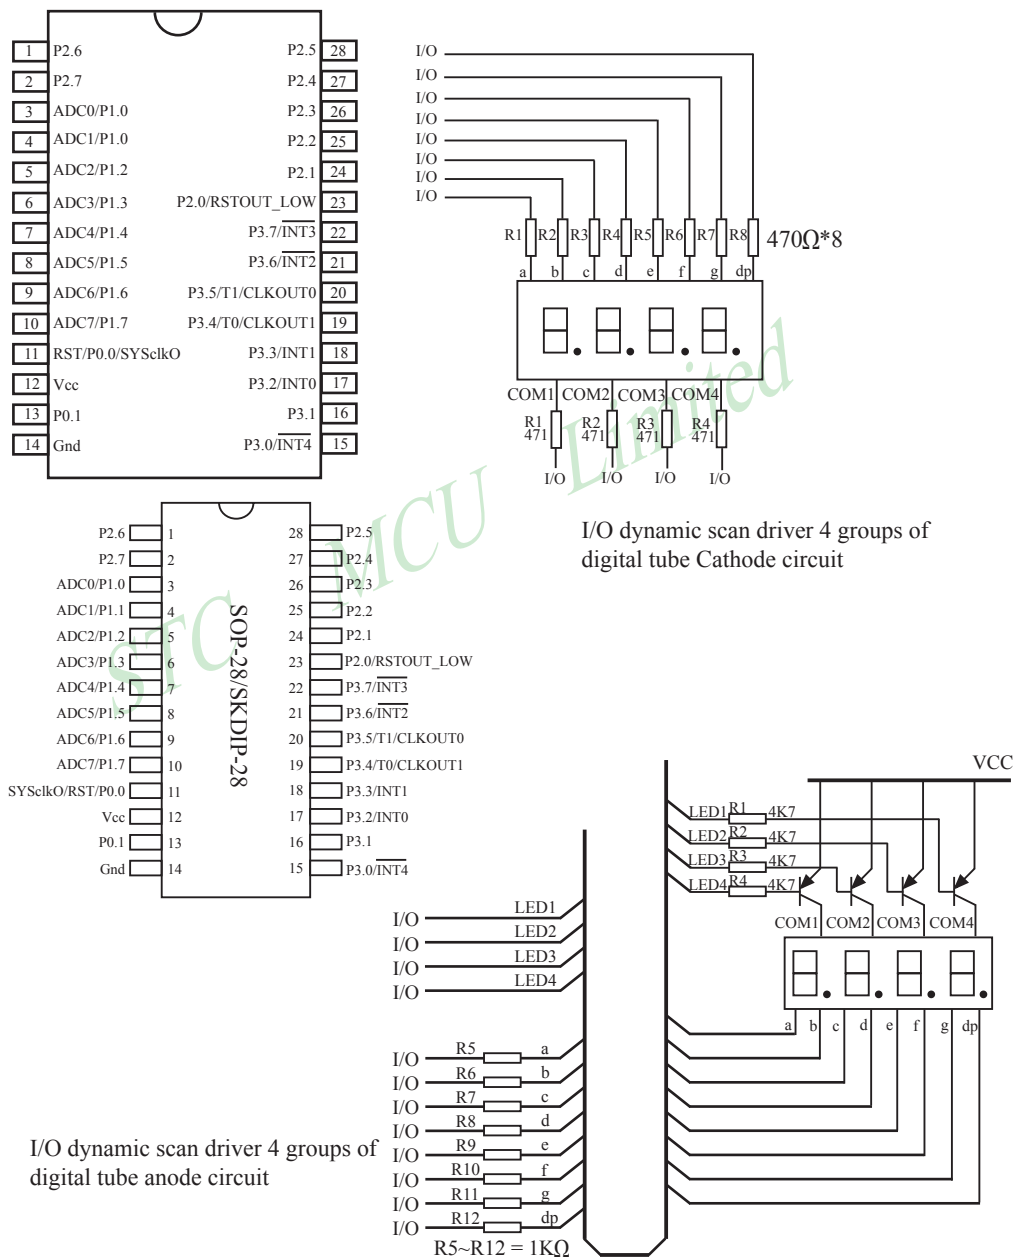 1 P2.6 P2.5 28
2 P2.7 P2.4 27
3 ADC0/P1.0 P2.3 26
4 ADC1/P1.0 P2.2 25
5 ADC2/P1.2 P2.1 24
6 ADC3/P1.3 P2.0/RSTOUT_LOW 23
7 ADC4/P1.4 P3.7/INT3 22
8 ADC5/P1.5 P3.6/INT2 21
9 ADC6/P1.6 P3.5/T1/CLKOUT0 20
10 ADC7/P1.7 P3.4/T0/CLKOUT1 19
11 RST/P0.0/SYSclkO P3.3/INT1 18
12 Vcc P3.2/INT0 17
13 P0.1 P3.1 16
14 Gnd P3.0/INT4 15
I/O
I/O
I/O
I/O
I/O
I/O
I/O
I/O
R1 R2 R3 R4 R5 R6 R7 R8 470Ω*8
a b c d e f g dp
COM1 COM2 COM3 COM4
R1 R2 R3 R4
471 471 471 471
I/O I/O I/O I/O
I/O dynamic scan driver 4 groups of
digital tube Cathode circuit
STC MCU Limited
P2.6 1 28 P2.5
P2.7 2 27 P2.4
ADC0/P1.0 3 26 P2.3
ADC1/P1.1 4 25 P2.2
ADC2/P1.2 5 24 P2.1
ADC3/P1.3 6 23 P2.0/RSTOUT_LOW
ADC4/P1.4 7 22 P3.7/INT3
ADC5/P1.5 8 21 P3.6/INT2
ADC6/P1.6 9 20 P3.5/T1/CLKOUT0
ADC7/P1.7 10 19 P3.4/T0/CLKOUT1
SYSclkO/RST/P0.0 11 18 P3.3/INT1
Vcc 12 17 P3.2/INT0
P0.1 13 16 P3.1
Gnd 14 15 P3.0/INT4
SOP-28/SKDIP-28
VCC
LED1 R1 4K7
LED2 R2 4K7
LED3 R3 4K7
LED4 R4 4K7
COM1 COM2 COM3 COM4
a b c d e f g dp
I/O LED1
I/O LED2
I/O LED3
I/O LED4
I/O R5 a
I/O R6 b
I/O R7 c
I/O R8 d
I/O R9 e
I/O R10 f
I/O R11 g
I/O R12 dp
R5~R12 = 1KΩ
I/O dynamic scan driver 4 groups of
digital tube anode circuit